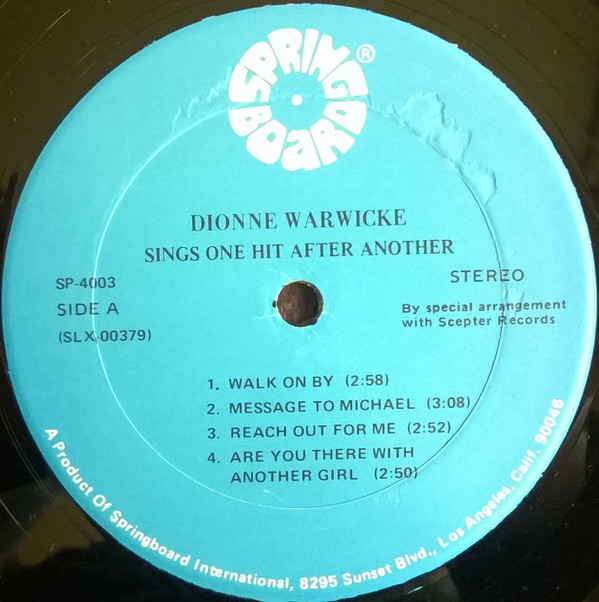 SPRINGBOARD®
DIONNE WARWICKE
SINGS ONE HIT AFTER ANOTHER
SP-4003
SIDE A
(SLX-00379)
STEREO
By special arrangement
with Scepter Records
1. WALK ON BY (2:58)
2. MESSAGE TO MICHAEL (3:08)
3. REACH OUT FOR ME (2:52)
4. ARE YOU THERE WITH
ANOTHER GIRL (2:50)
A Product Of Springboard International, 8295 Sunset Blvd., Los Angeles, Calif. 90046